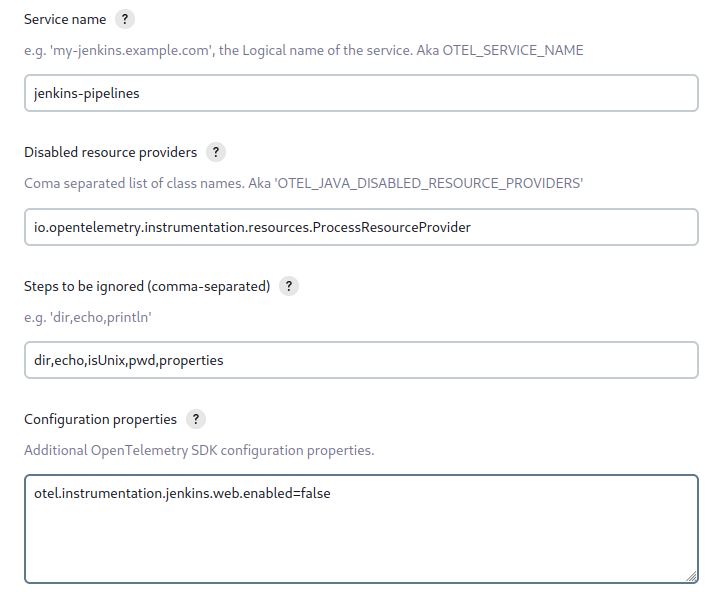 Service name ?
e.g. 'my-jenkins.example.com', the Logical name of the service. Aka OTEL_SERVICE_NAME
jenkins-pipelines
Disabled resource providers ?
Coma separated list of class names. Aka 'OTEL_JAVA_DISABLED_RESOURCE_PROVIDERS'
io.opentelemetry.instrumentation.resources.ProcessResourceProvider
Steps to be ignored (comma-separated) ?
e.g. 'dir,echo,println'
dir,echo,isUnix,pwd,properties
Configuration properties ?
Additional OpenTelemetry SDK configuration properties.
otel.instrumentation.jenkins.web.enabled=false